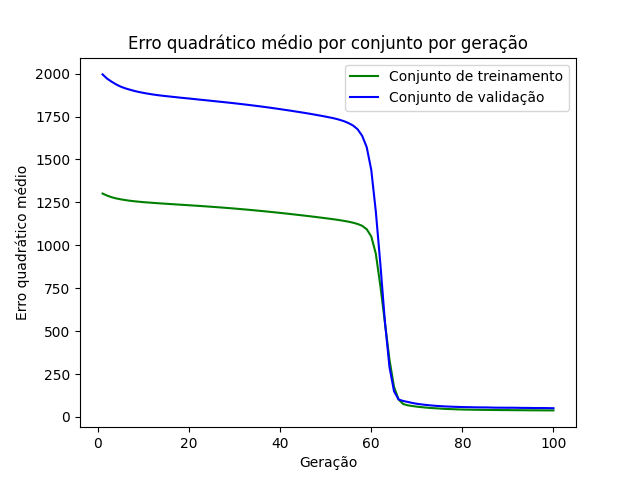 Erro quadrático médio por conjunto por geração
Conjunto de treinamento
Conjunto de validação
Erro quadrático médio
2000
1750
1500
1250
1000
750
500
250
0
0 20 40 60 80 100
Geração